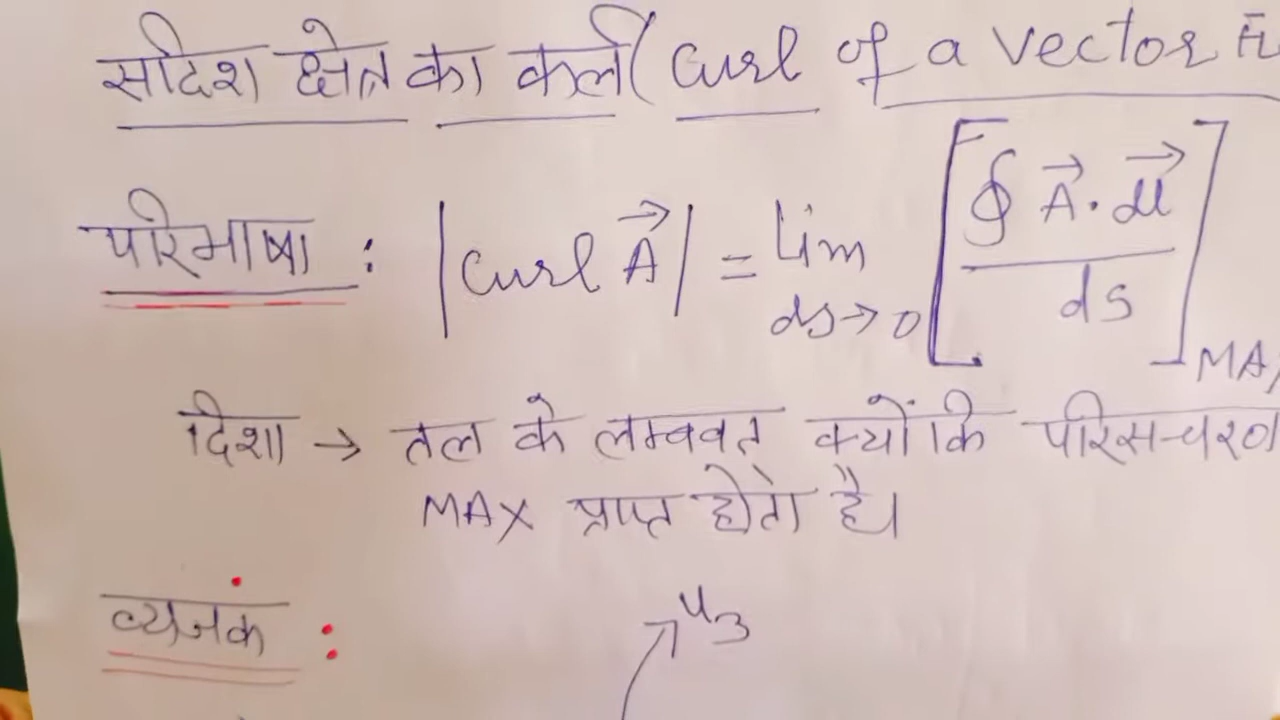 सदिश क्षेत्र का कर्ल (Curl of a vector Fi
परिभाषा : |Curl A⃗| = Lim ds→0 [∮ A⃗. dl⃗ / ds] MAX
दिशा → तल के लम्बवत क्योंकि परिसंचरण
MAX प्राप्त होता है।
व्यंजक :
u₃